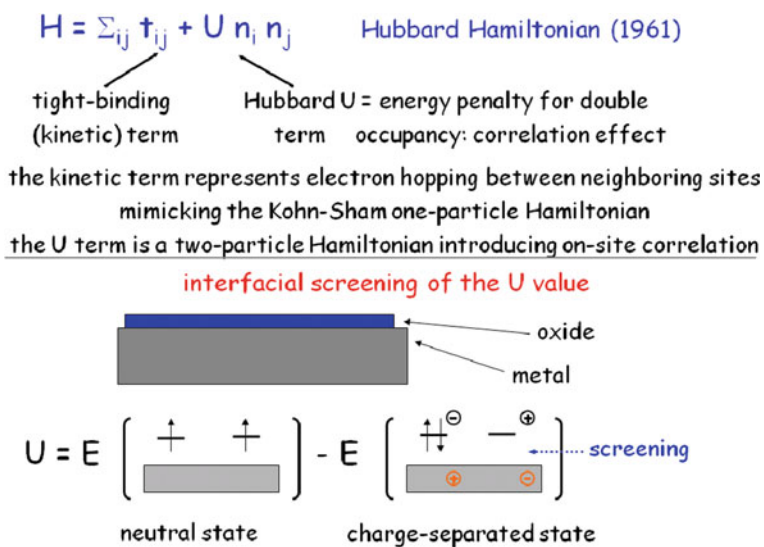 H = Σij tij + U ni nj Hubbard Hamiltonian (1961)
tight-binding Hubbard U = energy penalty for double
(kinetic) term term occupancy: correlation effect
the kinetic term represents electron hopping between neighboring sites
mimicking the Kohn-Sham one-particle Hamiltonian
the U term is a two-particle Hamiltonian introducing on-site correlation
interfacial screening of the U value
oxide
metal
U = E ( ) - E ( ⊖ ⊕ ) screening
⊕ ⊖
neutral state charge-separated state